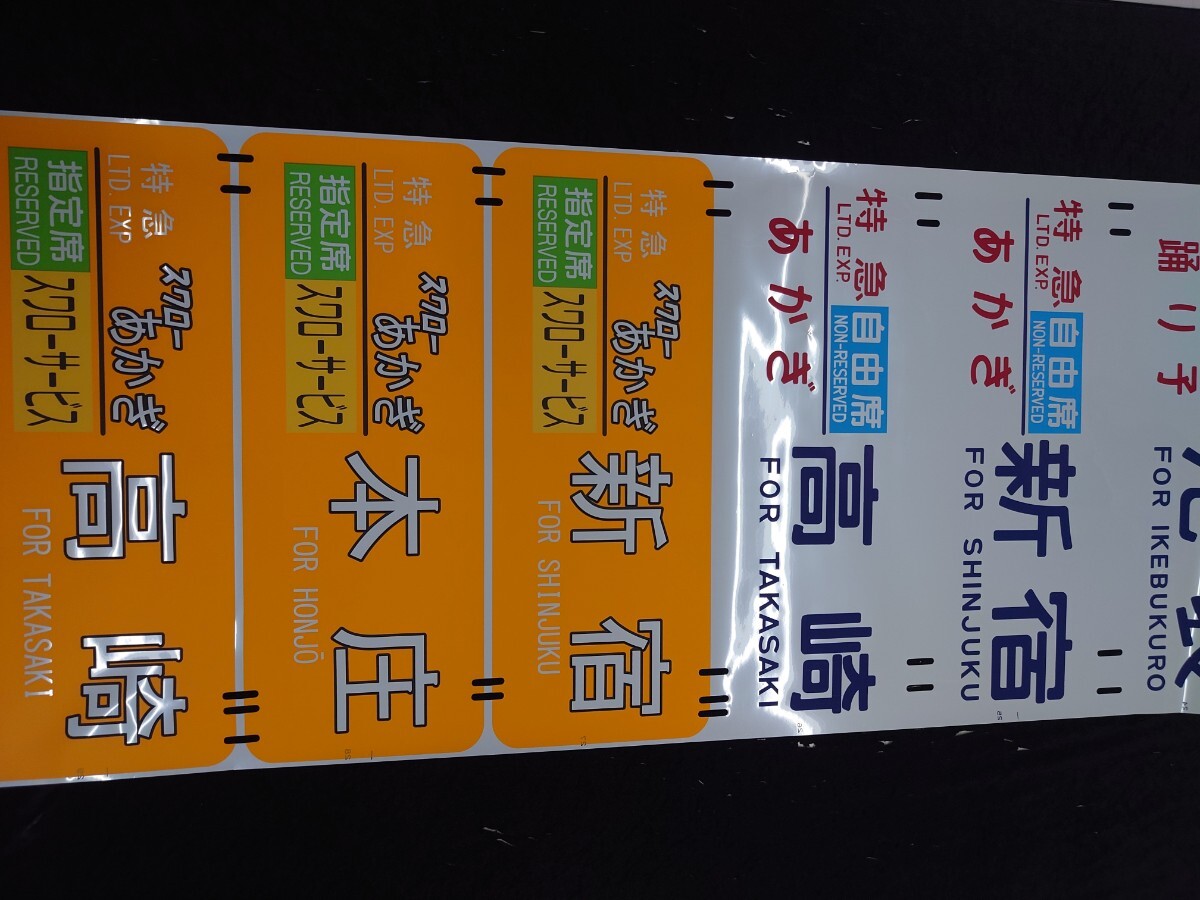 踊り子
FOR IKEBUKURO
特急
LTD.EXP.
自由席
NON-RESERVED
あかぎ
新宿
FOR SHINJUKU
特急
LTD.EXP.
自由席
NON-RESERVED
あかぎ
高崎
FOR TAKASAKI
特急
LTD.EXP
スワロー
あかぎ
指定席
RESERVED
スワローサービス
新宿
FOR SHINJUKU
特急
LTD.EXP
スワロー
あかぎ
指定席
RESERVED
スワローサービス
本庄
FOR HONJŌ
特急
LTD.EXP
スワロー
あかぎ
指定席
RESERVED
スワローサービス
高崎
FOR TAKASAKI